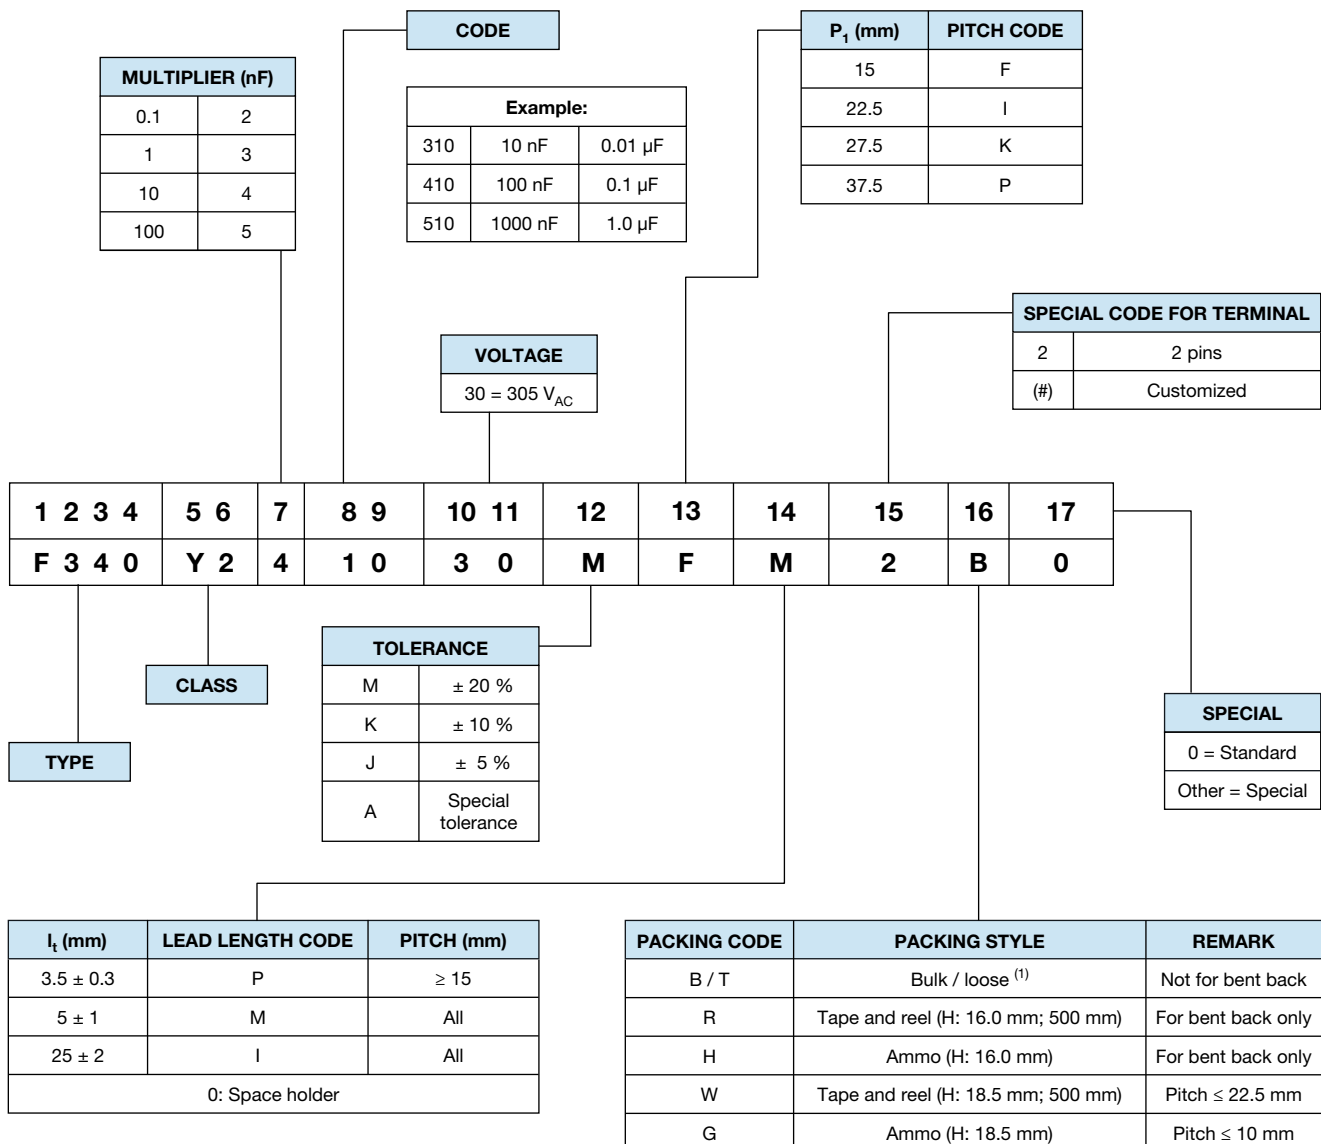 CODE
P1 (mm) PITCH CODE
15 F
22.5 I
27.5 K
37.5 P
MULTIPLIER (nF)
0.1 2
1 3
10 4
100 5
Example:
310 10 nF 0.01 µF
410 100 nF 0.1 µF
510 1000 nF 1.0 µF
SPECIAL CODE FOR TERMINAL
2 2 pins
(#) Customized
VOLTAGE
30 = 305 VAC
1 2 3 4 5 6 7 8 9 10 11 12 13 14 15 16 17
F 3 4 0 Y 2 4 1 0 3 0 M F M 2 B 0
TOLERANCE
M ± 20 %
K ± 10 %
J ± 5 %
A Special
tolerance
CLASS
TYPE
SPECIAL
0 = Standard
Other = Special
lt (mm) LEAD LENGTH CODE PITCH (mm)
3.5 ± 0.3 P ≥ 15
5 ± 1 M All
25 ± 2 I All
0: Space holder
PACKING CODE PACKING STYLE REMARK
B / T Bulk / loose (1) Not for bent back
R Tape and reel (H: 16.0 mm; 500 mm) For bent back only
H Ammo (H: 16.0 mm) For bent back only
W Tape and reel (H: 18.5 mm; 500 mm) Pitch ≤ 22.5 mm
G Ammo (H: 18.5 mm) Pitch ≤ 10 mm